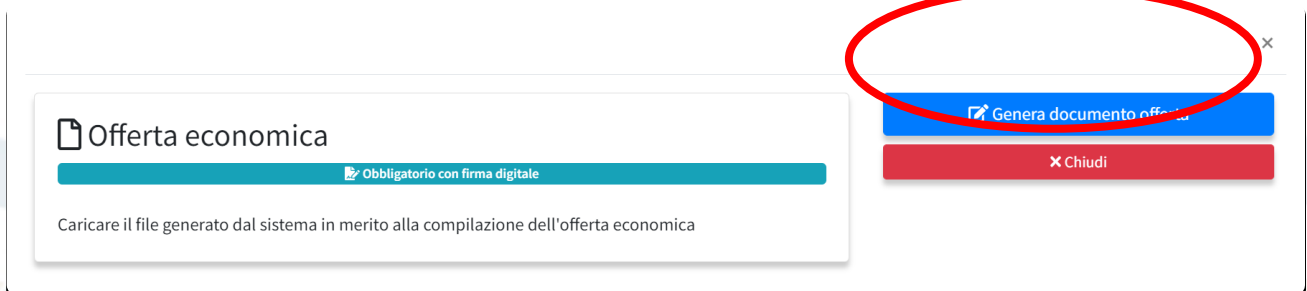 Offerta economica
Obbligatorio con firma digitale
Caricare il file generato dal sistema in merito alla compilazione dell'offerta economica
Genera documento offerta
Chiudi